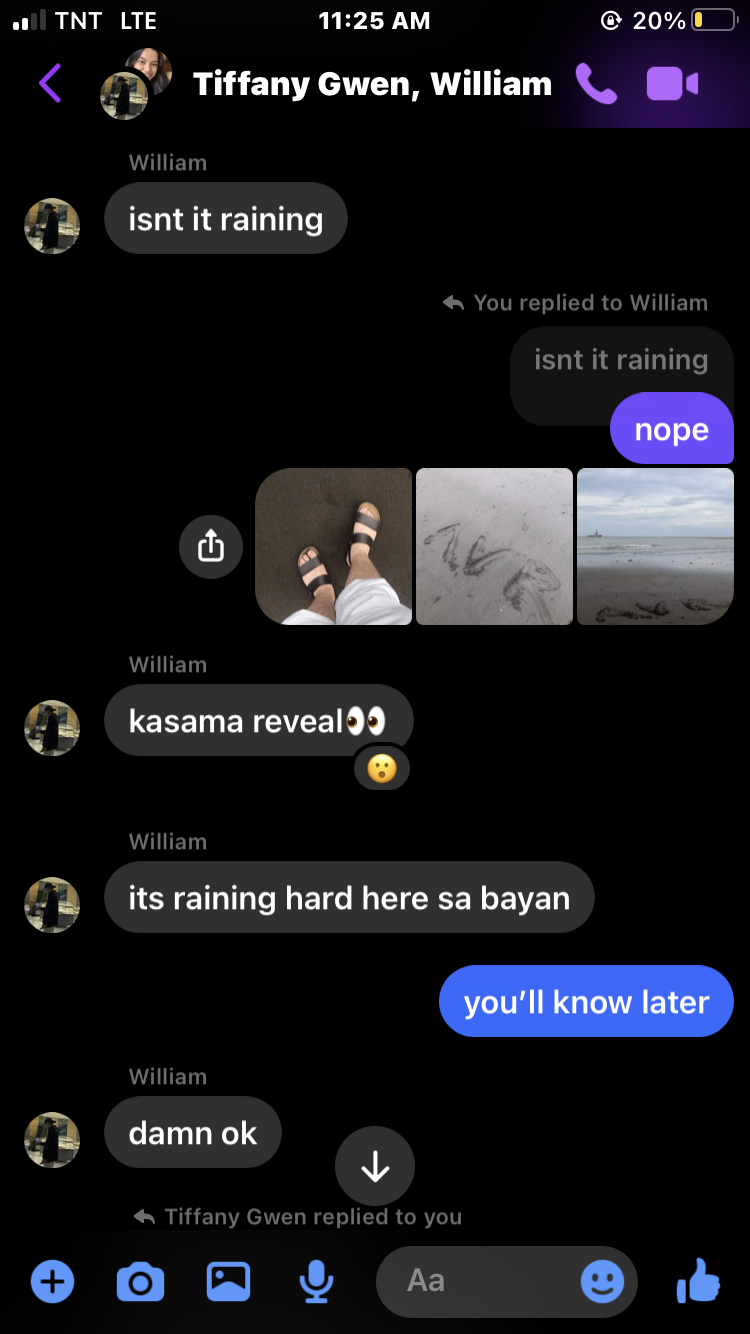 TNT LTE 11:25 AM 20%
Tiffany Gwen, William
William
isnt it raining
You replied to William
isnt it raining
nope
William
kasama reveal👀
😮
William
its raining hard here sa bayan
you’ll know later
William
damn ok
Tiffany Gwen replied to you
Aa